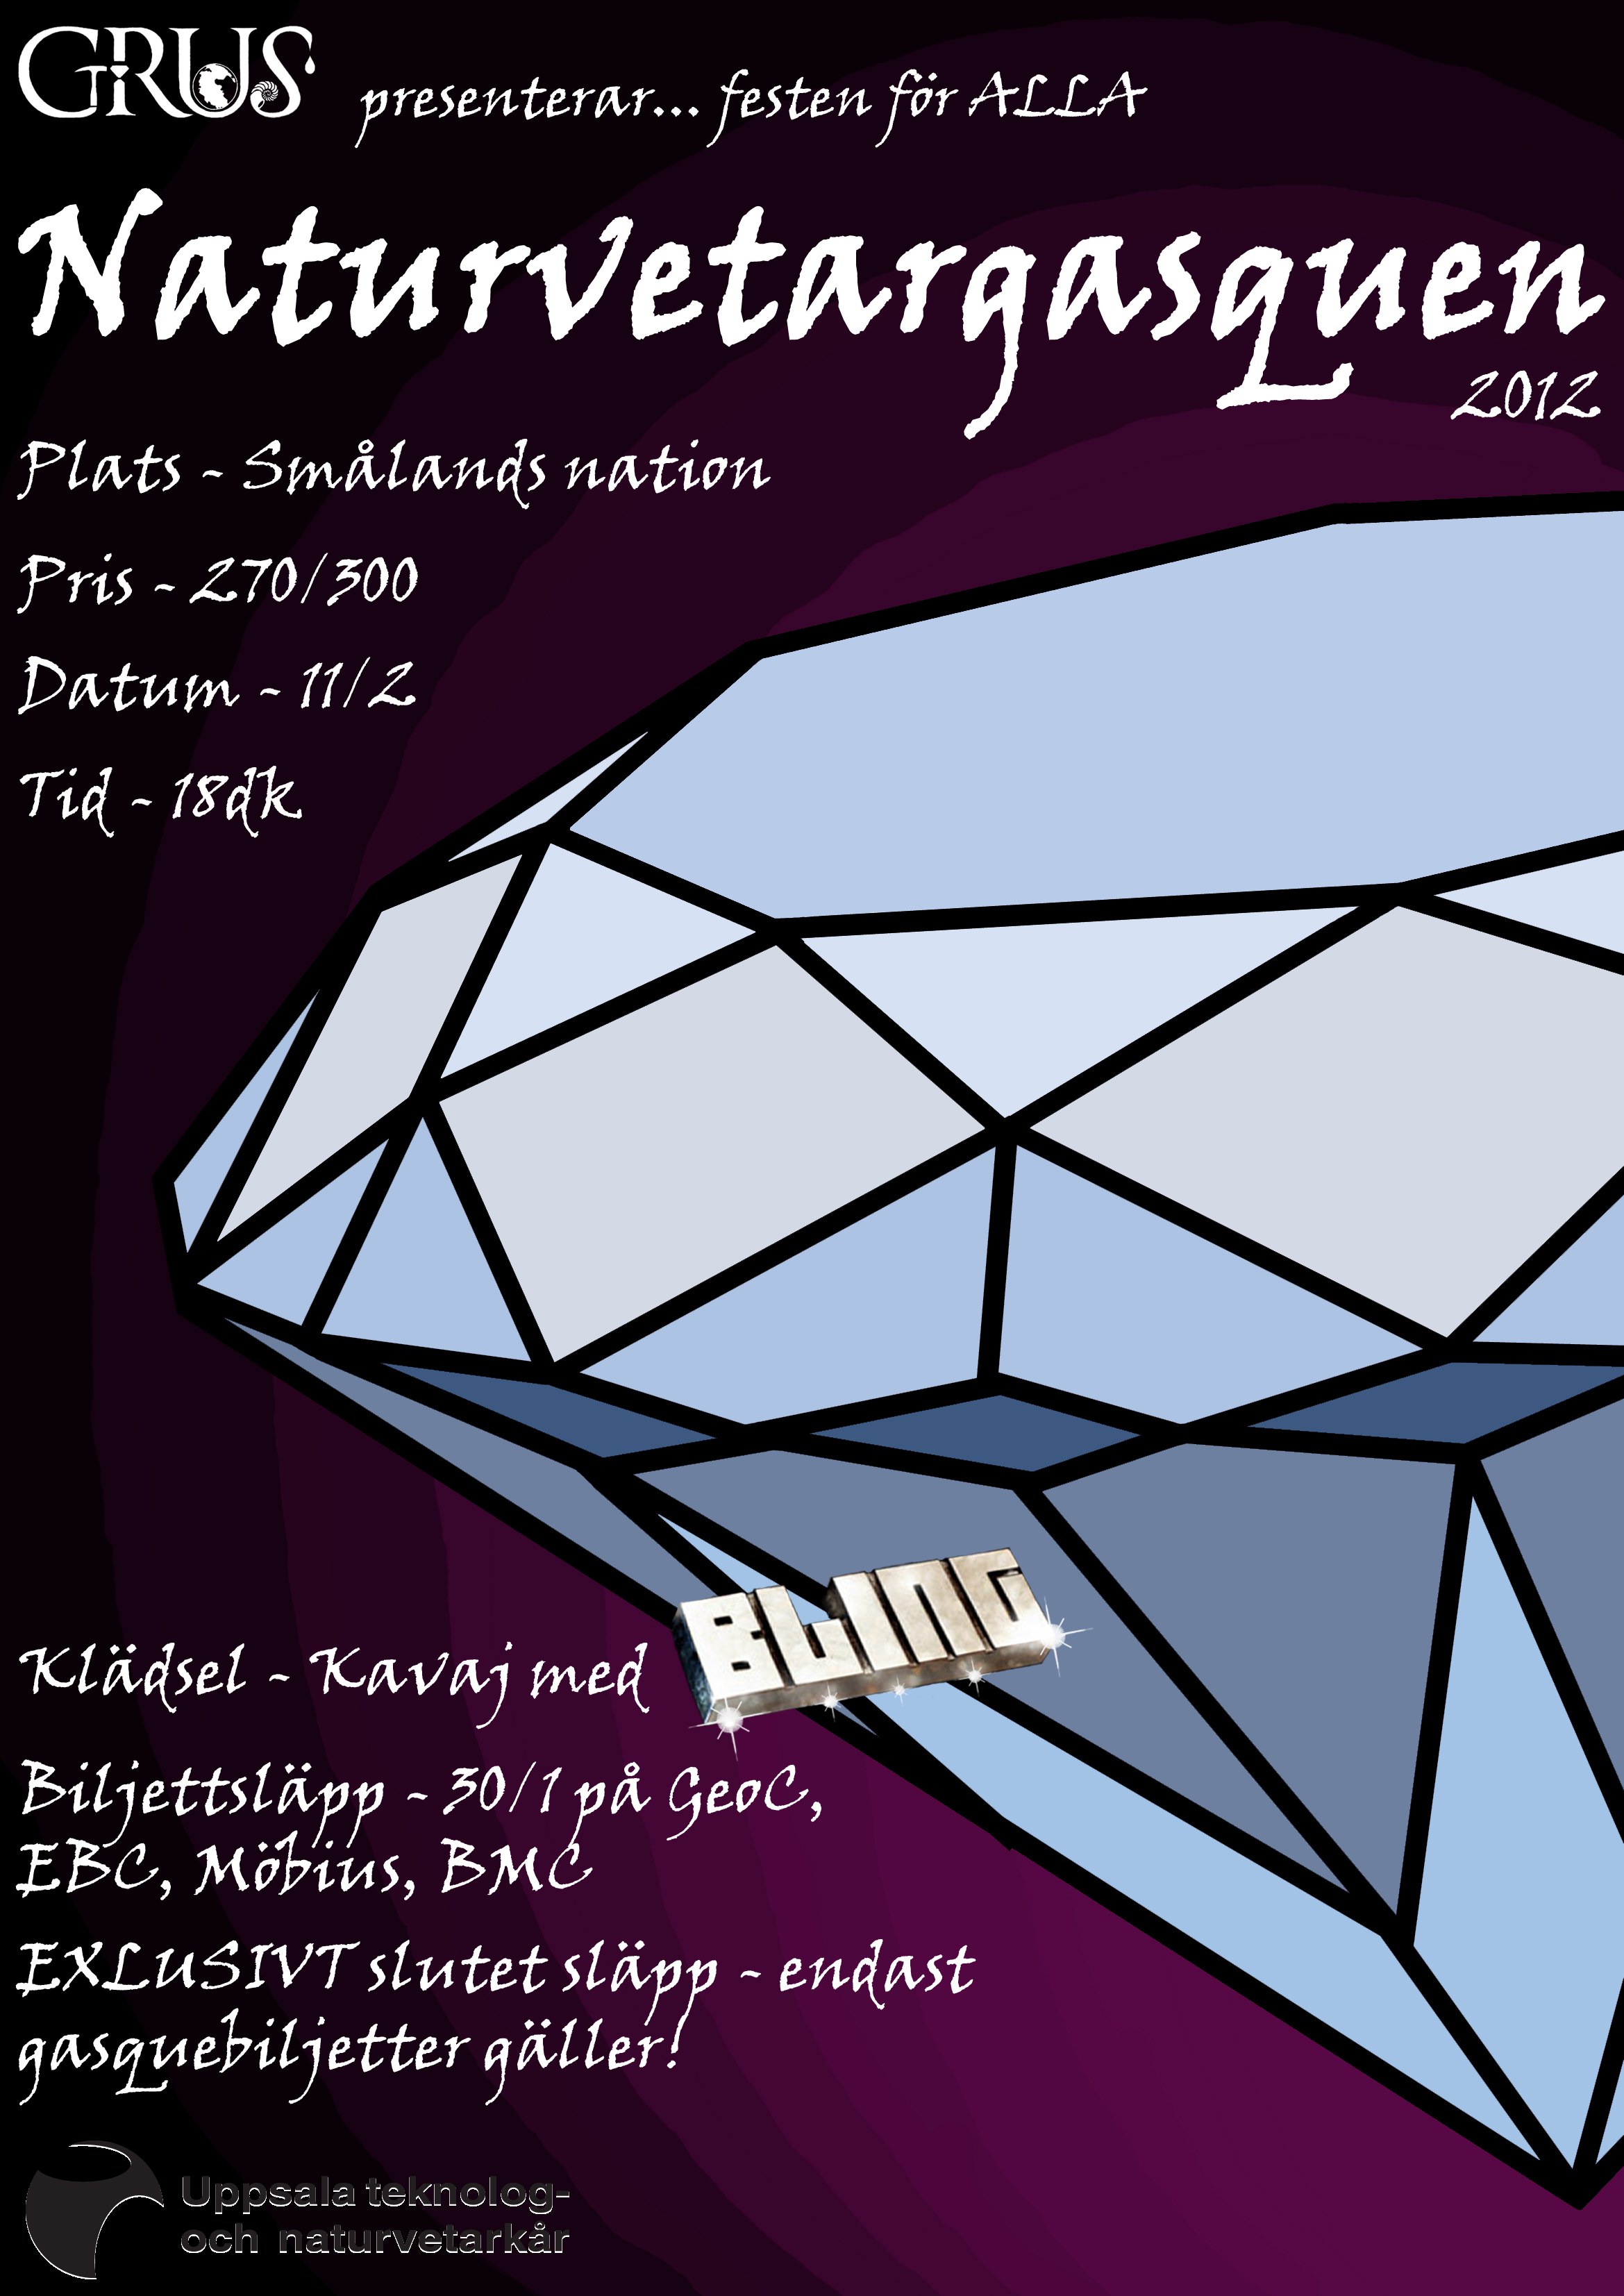 GRUS presenterar... festen för ALLA
Naturvetargasquen
2012
Plats - Smålands nation
Pris - 270/300
Datum - 11/2
Tid - 18dk
Klädsel - Kavaj med BLING
Biljettsläpp - 30/1 på GeoC,
EBC, Möbius, BMC
EXLUSIVT slutet släpp - endast
gasquebiljetter gäller!
Uppsala teknolog-
och naturvetarkår